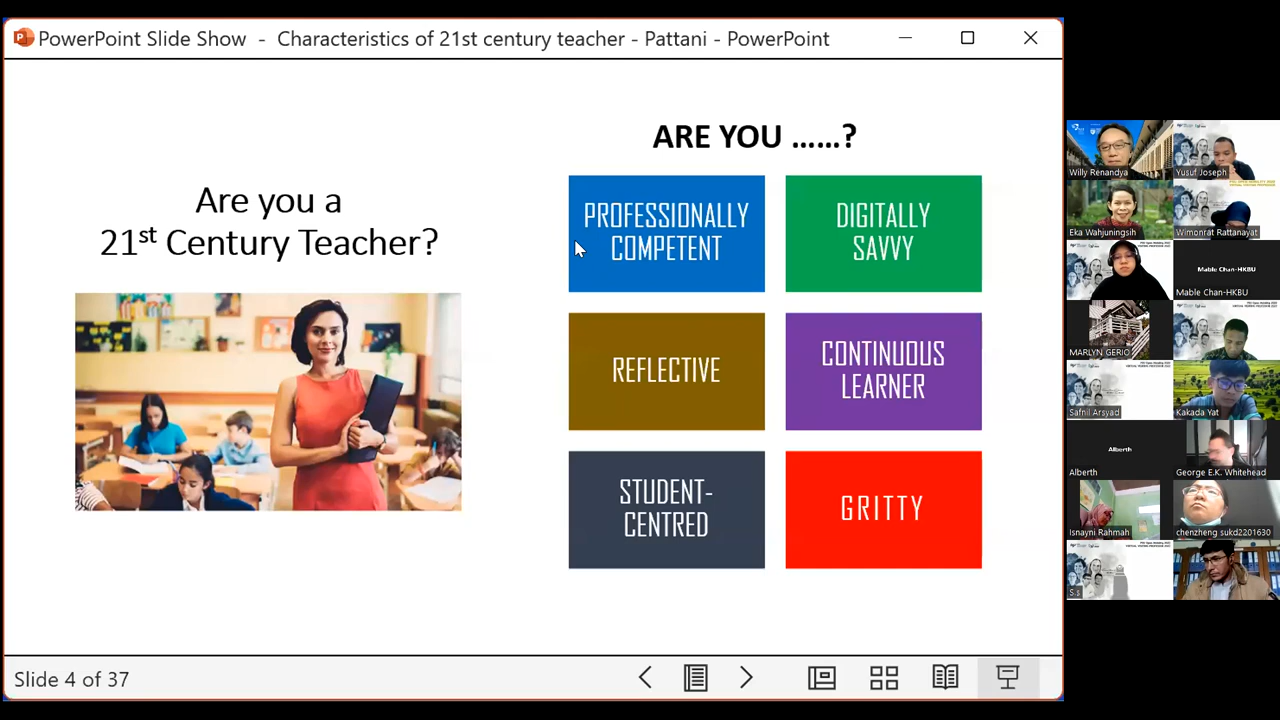 PowerPoint Slide Show - Characteristics of 21st century teacher - Pattani - PowerPoint
Are you a
21st Century Teacher?
ARE YOU ......?
PROFESSIONALLY
COMPETENT
DIGITALLY
SAVVY
REFLECTIVE
CONTINUOUS
LEARNER
STUDENT-
CENTRED
GRITTY
Slide 4 of 37
Willy Renandya
Yusuf Joseph
Eka Wahjuningsih
Wimonrat Rattanayat
Mable Chan-HKBU
Mable Chan-HKBU
MARLYN GERIO
Safnil Arsyad
Kakada Yat
Alberth
Alberth
George E.K. Whitehead
Isnayni Rahmah
chenzheng sukd2201630
S.s